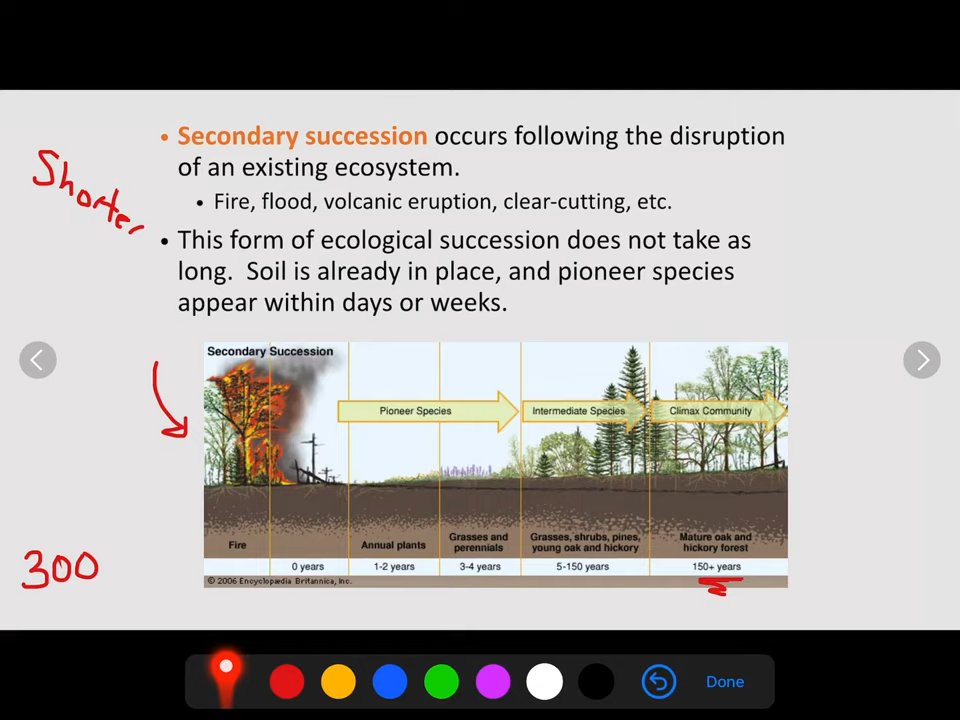 Shorter
• Secondary succession occurs following the disruption
of an existing ecosystem.
• Fire, flood, volcanic eruption, clear-cutting, etc.
• This form of ecological succession does not take as
long. Soil is already in place, and pioneer species
appear within days or weeks.
Secondary Succession
Pioneer Species
Intermediate Species
Climax Community
Fire
Annual plants
Grasses and
perennials
Grasses, shrubs, pines,
young oak and hickory
Mature oak and
hickory forest
0 years
1-2 years
3-4 years
5-150 years
150+ years
© 2006 Encyclopædia Britannica, Inc.
300
Done